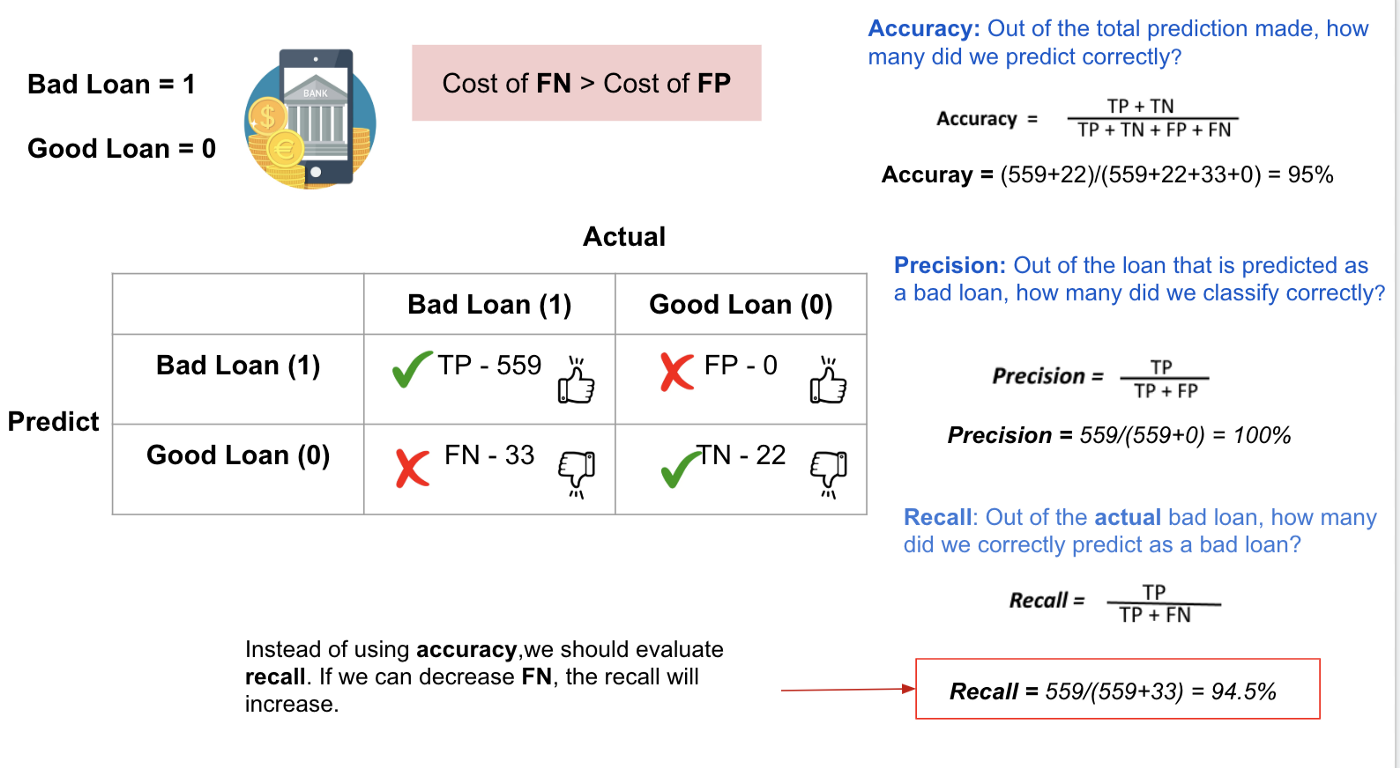 Bad Loan = 1
Good Loan = 0
BANK
$
€
Cost of FN > Cost of FP
Accuracy: Out of the total prediction made, how
many did we predict correctly?
Accuracy =
TP + TN
TP + TN + FP + FN
Accuray = (559+22)/(559+22+33+0) = 95%
Actual
Bad Loan (1) Good Loan (0)
Predict
Bad Loan (1) TP - 559 FP - 0
Good Loan (0) FN - 33 TN - 22
Precision: Out of the loan that is predicted as
a bad loan, how many did we classify correctly?
Precision =
TP
TP + FP
Precision = 559/(559+0) = 100%
Recall: Out of the actual bad loan, how many
did we correctly predict as a bad loan?
Recall =
TP
TP + FN
Instead of using accuracy,we should evaluate
recall. If we can decrease FN, the recall will
increase.
Recall = 559/(559+33) = 94.5%